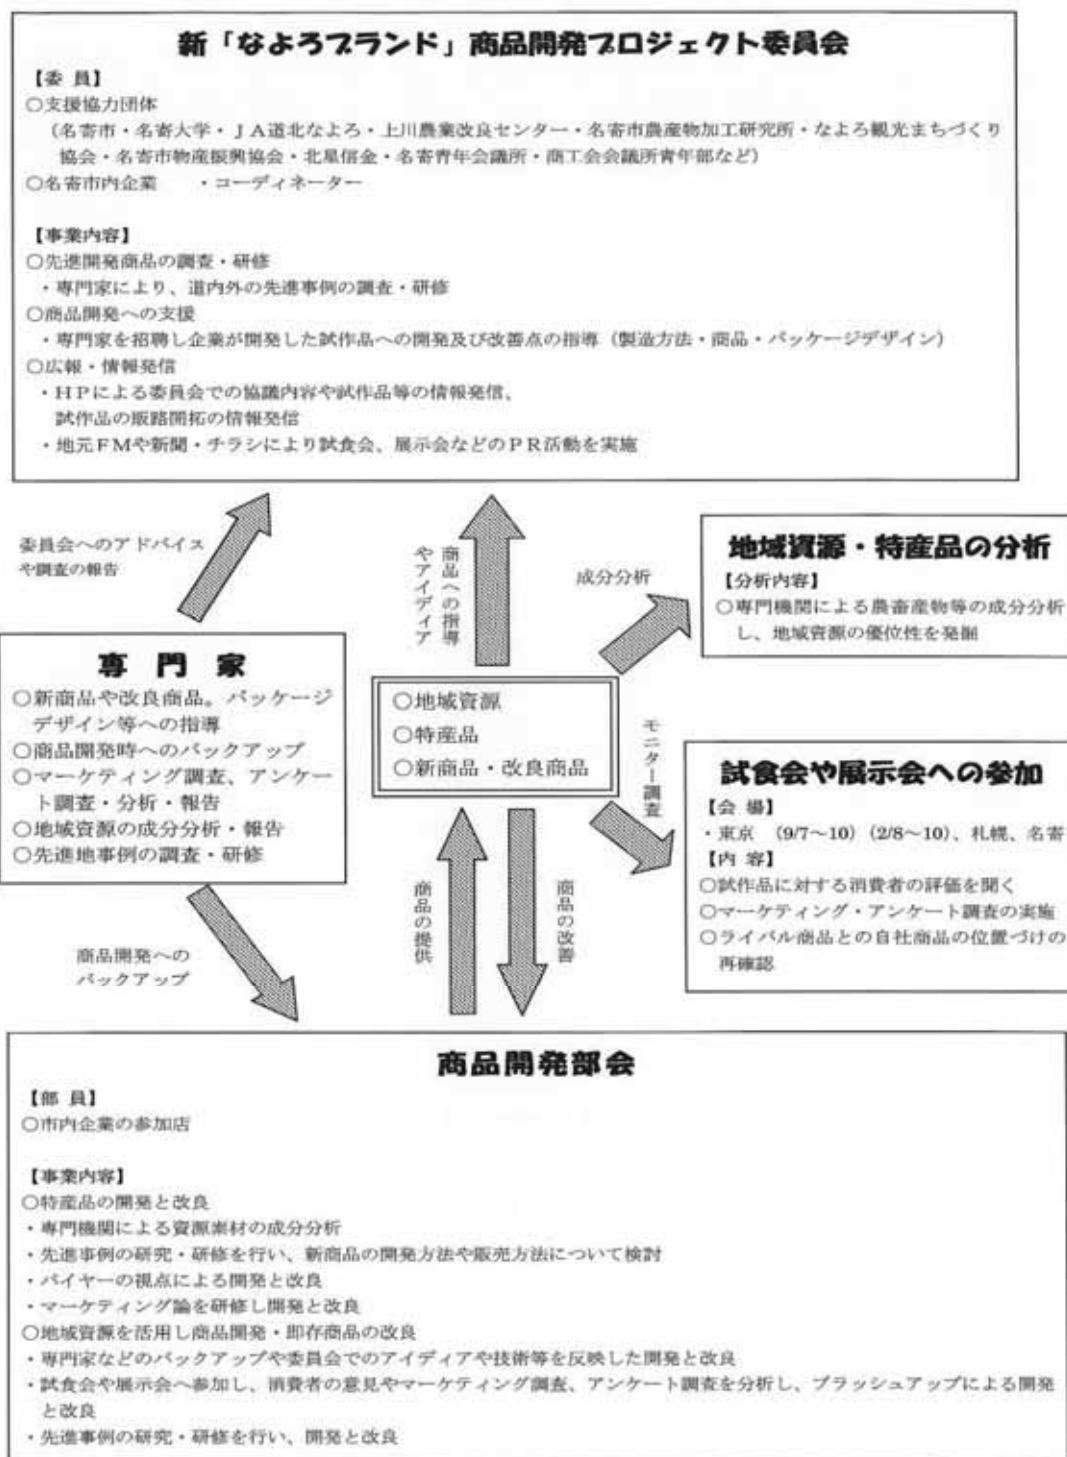 新「なよろブランド」商品開発プロジェクト委員会
【委 員】
○支援協力団体
（名寄市・名寄大学・ＪＡ道北なよろ・上川農業改良センター・名寄市農産物加工研究所・なよろ観光まちづくり
協会・名寄市物産振興協会・北星信金・名寄青年会議所・商工会会議所青年部など）
○名寄市内企業　・コーディネーター
【事業内容】
○先進開発商品の調査・研修
・専門家により、道内外の先進事例の調査・研修
○商品開発への支援
・専門家を招聘し企業が開発した試作品への開発及び改善点の指導（製造方法・商品・パッケージデザイン）
○広報・情報発信
・ＨＰによる委員会での協議内容や試作品等の情報発信、
試作品の販路開拓の情報発信
・地元ＦＭや新聞・チラシにより試食会、展示会などのＰＲ活動を実施
委員会へのアドバイス
や調査の報告
商品への指導
やアイディア
成分分析
地域資源・特産品の分析
【分析内容】
○専門機関による農畜産物等の成分分析
し、地域資源の優位性を発掘
専 門 家
○新商品や改良商品。パッケージ
デザイン等への指導
○商品開発時へのバックアップ
○マーケティング調査、アンケー
ト調査・分析・報告
○地域資源の成分分析・報告
○先進地事例の調査・研修
○地域資源
○特産品
○新商品・改良商品
モニター調査
試食会や展示会への参加
【会 場】
・東京　(9/7～10) (2/8～10)、札幌、名寄
【内 容】
○試作品に対する消費者の評価を聞く
○マーケティング・アンケート調査の実施
○ライバル商品との自社商品の位置づけの
再確認
商品開発への
バックアップ
商品の提供
商品の改善
商品開発部会
【部 員】
○市内企業の参加店
【事業内容】
○特産品の開発と改良
・専門機関による資源素材の成分分析
・先進事例の研究・研修を行い、新商品の開発方法や販売方法について検討
・バイヤーの視点による開発と改良
・マーケティング論を研修し開発と改良
○地域資源を活用し商品開発・即存商品の改良
・専門家などのバックアップや委員会でのアイディアや技術等を反映した開発と改良
・試食会や展示会へ参加し、消費者の意見やマーケティング調査、アンケート調査を分析し、ブラッシュアップによる開発
と改良
・先進事例の研究・研修を行い、開発と改良